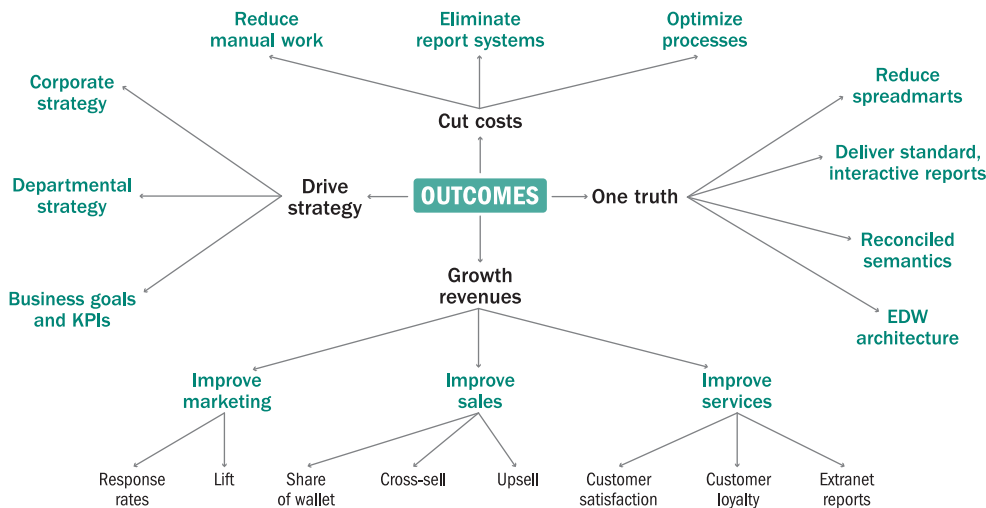 Reduce
manual work
Eliminate
report systems
Optimize
processes
Cut costs
Corporate
strategy
Departmental
strategy
Business goals
and KPIs
Drive
strategy
OUTCOMES
One truth
Reduce
spreadmarts
Deliver standard,
interactive reports
Reconciled
semantics
EDW
architecture
Growth
revenues
Improve
marketing
Improve
sales
Improve
services
Response
rates
Lift
Share
of wallet
Cross-sell
Upsell
Customer
satisfaction
Customer
loyalty
Extranet
reports